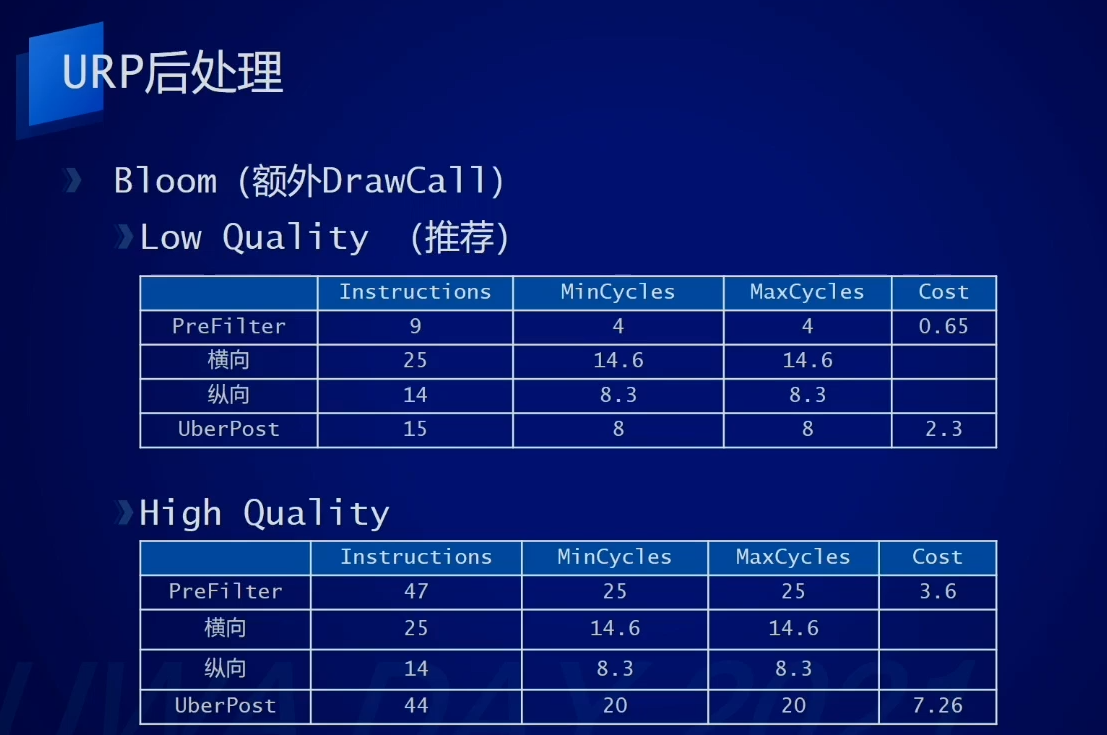 URP后处理
Bloom (额外DrawCall)
Low Quality (推荐)
Instructions MinCycles MaxCycles Cost
PreFilter 9 4 4 0.65
横向 25 14.6 14.6
纵向 14 8.3 8.3
UberPost 15 8 8 2.3
High Quality
Instructions MinCycles MaxCycles Cost
PreFilter 47 25 25 3.6
横向 25 14.6 14.6
纵向 14 8.3 8.3
UberPost 44 20 20 7.26
UWA DAY 2021